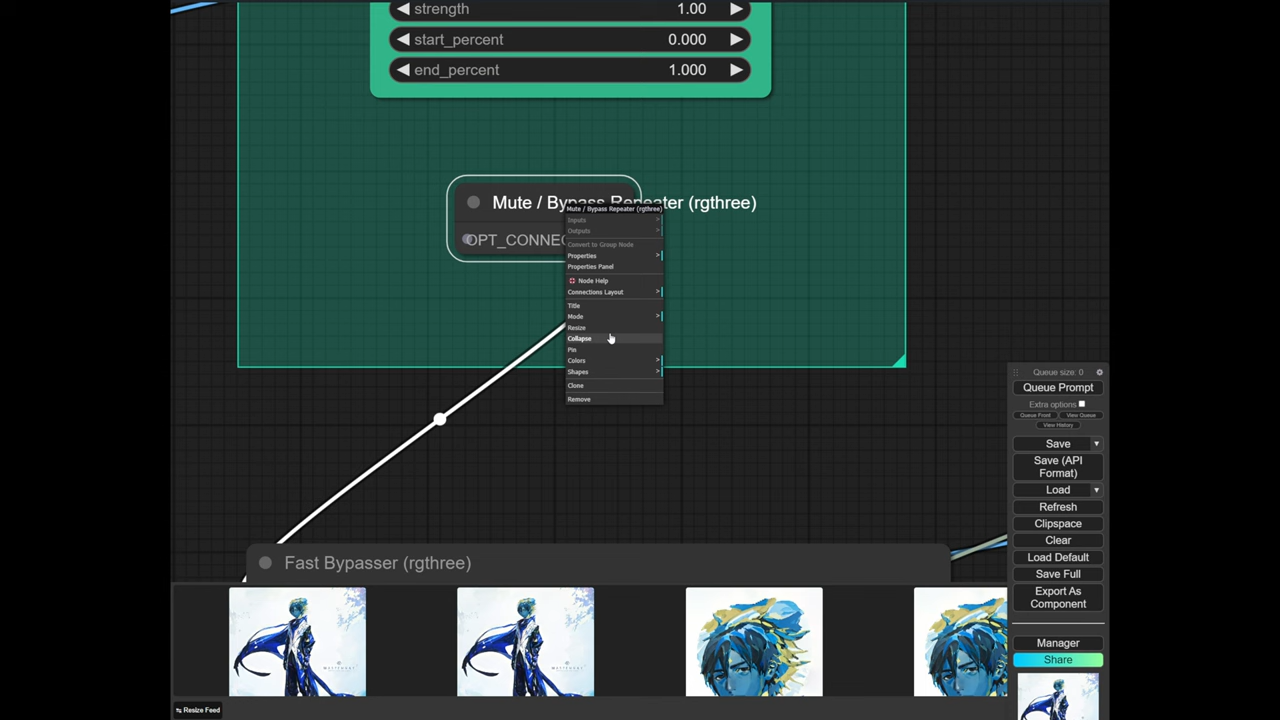 strength 1.00
start_percent 0.000
end_percent 1.000
Mute / Bypass Repeater (rgthree)
OPT_CONNEC
Mute / Bypass Repeater (rgthree)
Inputs
Outputs
Convert to Group Node
Properties
Properties Panel
Node Help
Connections Layout
Title
Mode
Resize
Collapse
Pin
Colors
Shapes
Clone
Remove
Fast Bypasser (rgthree)
Queue size: 0
Queue Prompt
Extra options
Queue Front
View Queue
View History
Save
Save (API
Format)
Load
Refresh
Clipspace
Clear
Load Default
Save Full
Export As
Component
Manager
Share
Resize Feed